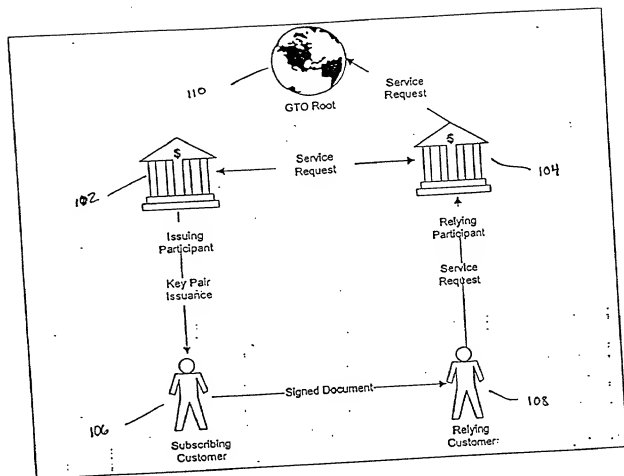 110
GTO Root
Service
Request
$
102
Service
Request
$
104
Issuing
Participant
Relying
Participant
Key Pair
Issuance
Service
Request
106
Signed Document
108
Subscribing
Customer
Relying
Customer